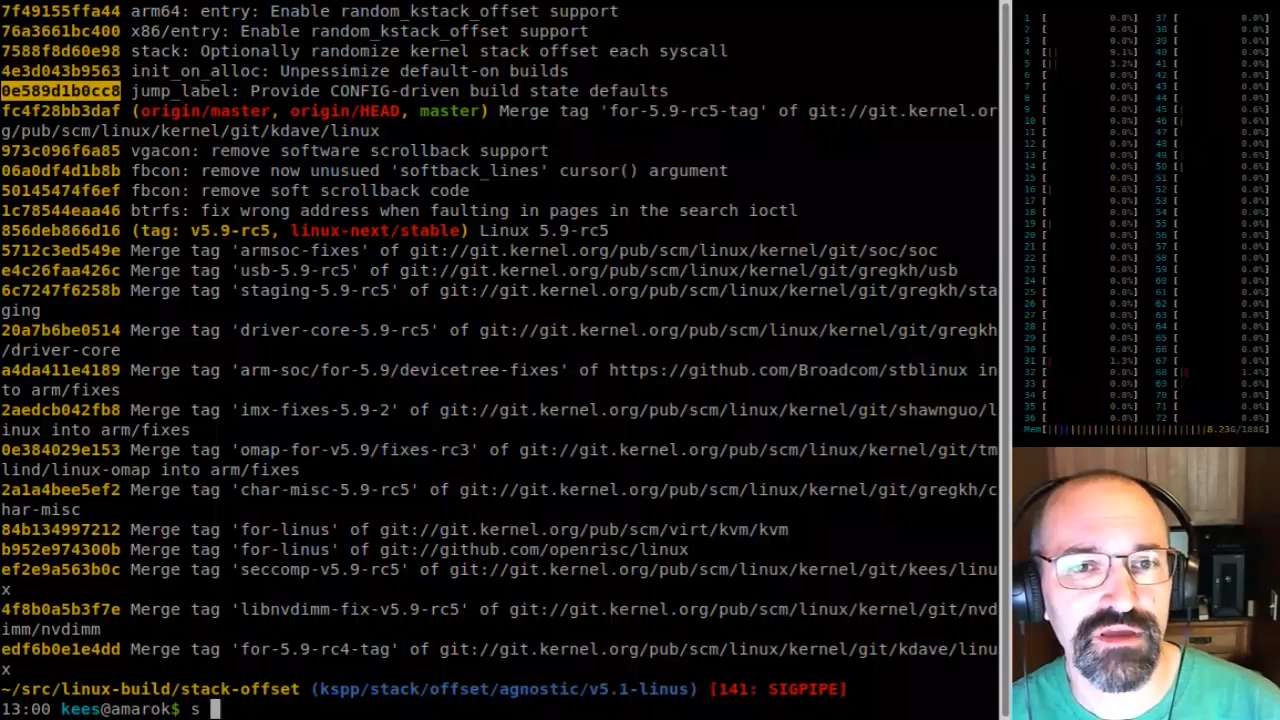 7f49155ffa44 arm64: entry: Enable random_kstack_offset support
76a3661bc400 x86/entry: Enable random_kstack_offset support
7588f8d60e98 stack: Optionally randomize kernel stack offset each syscall
4e3d043b9563 init_on_alloc: Unpessimize default-on builds
0e589d1b0cc8 jump_label: Provide CONFIG-driven build state defaults
fc4f28bb3daf (origin/master, origin/HEAD, master) Merge tag 'for-5.9-rc5-tag' of git://git.kernel.or
g/pub/scm/linux/kernel/git/kdave/linux
973c096f6a85 vgacon: remove software scrollback support
06a0df4d1b8b fbcon: remove now unusued 'softback_lines' cursor() argument
50145474f6ef fbcon: remove soft scrollback code
1c78544eaa46 btrfs: fix wrong address when faulting in pages in the search ioctl
856deb866d16 (tag: v5.9-rc5, linux-next/stable) Linux 5.9-rc5
5712c3ed549e Merge tag 'armsoc-fixes' of git://git.kernel.org/pub/scm/linux/kernel/git/soc/soc
e4c26faa426c Merge tag 'usb-5.9-rc5' of git://git.kernel.org/pub/scm/linux/kernel/git/gregkh/usb
6c7247f6258b Merge tag 'staging-5.9-rc5' of git://git.kernel.org/pub/scm/linux/kernel/git/gregkh/sta
ging
20a7b6be0514 Merge tag 'driver-core-5.9-rc5' of git://git.kernel.org/pub/scm/linux/kernel/git/gregkh
/driver-core
a4da411e4189 Merge tag 'arm-soc/for-5.9/devicetree-fixes' of https://github.com/Broadcom/stblinux in
to arm/fixes
2aedcb042fb8 Merge tag 'imx-fixes-5.9-2' of git://git.kernel.org/pub/scm/linux/kernel/git/shawnguo/l
inux into arm/fixes
0e384029e153 Merge tag 'omap-for-v5.9/fixes-rc3' of git://git.kernel.org/pub/scm/linux/kernel/git/tm
lind/linux-omap into arm/fixes
2a1a4bee5ef2 Merge tag 'char-misc-5.9-rc5' of git://git.kernel.org/pub/scm/linux/kernel/git/gregkh/c
har-misc
84b134997212 Merge tag 'for-linus' of git://git.kernel.org/pub/scm/virt/kvm/kvm
b952e974300b Merge tag 'for-linus' of git://github.com/openrisc/linux
ef2e9a563b0c Merge tag 'seccomp-v5.9-rc5' of git://git.kernel.org/pub/scm/linux/kernel/git/kees/linu
x
4f8b0a5b3f7e Merge tag 'libnvdimm-fix-v5.9-rc5' of git://git.kernel.org/pub/scm/linux/kernel/git/nvd
imm/nvdimm
edf6b0e1e4dd Merge tag 'for-5.9-rc4-tag' of git://git.kernel.org/pub/scm/linux/kernel/git/kdave/linu
x
~/src/linux-build/stack-offset (kspp/stack/offset/agnostic/v5.1-linus) [141: SIGPIPE]
13:00 kees@amarok$ s